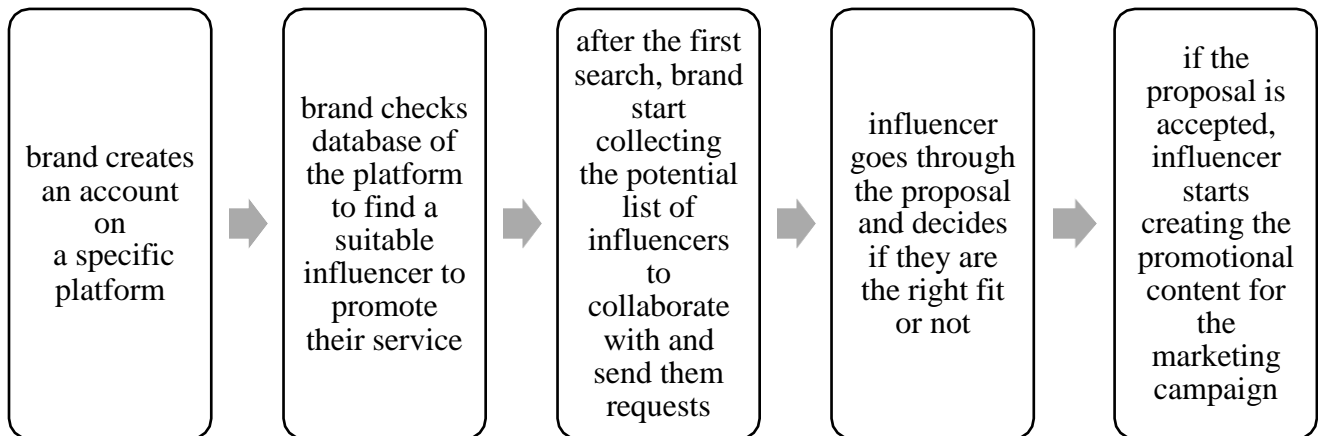 brand creates
an account
on
a specific
platform
brand checks
database of
the platform
to find a
suitable
influencer to
promote
their service
after the first
search, brand
start
collecting
the potential
list of
influencers
to
collaborate
with and
send them
requests
influencer
goes through
the proposal
and decides
if they are
the right fit
or not
if the
proposal is
accepted,
influencer
starts
creating the
promotional
content for
the
marketing
campaign